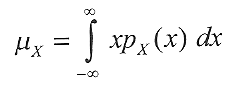 μ_X = ∫_{-∞}^{∞} x p_X(x) dx